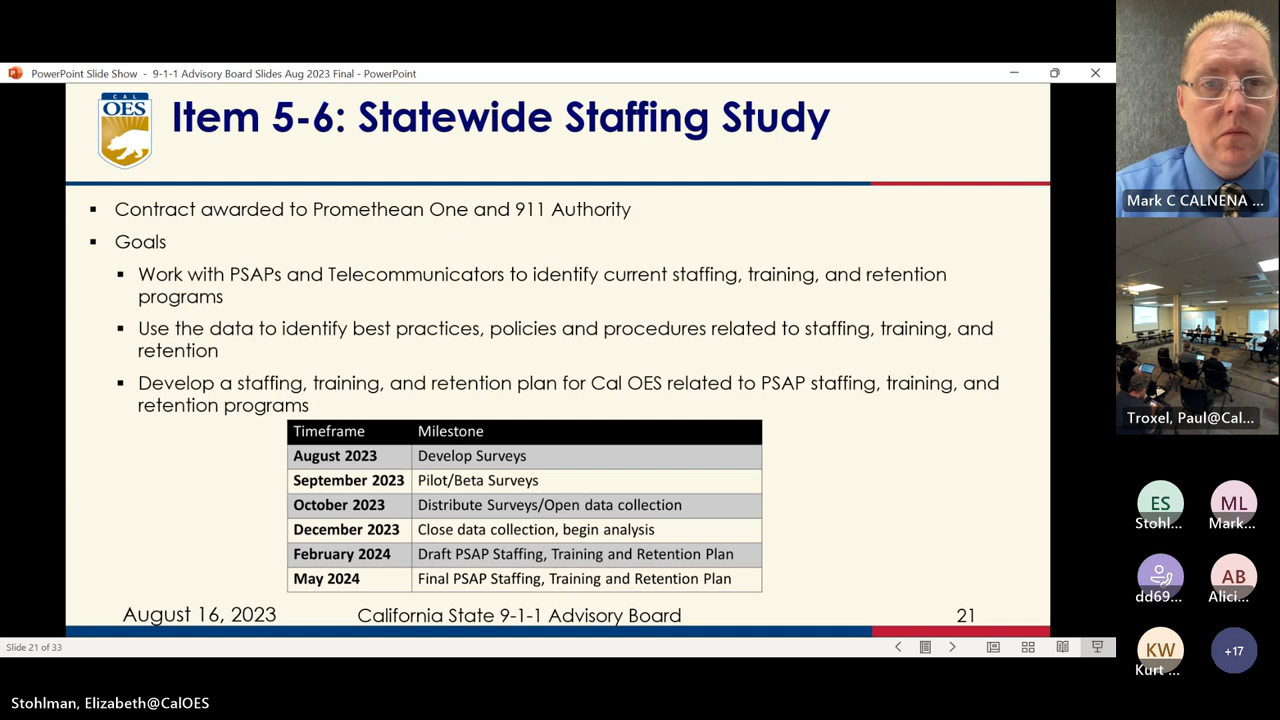 PowerPoint Slide Show - 9-1-1 Advisory Board Slides Aug 2023 Final - PowerPoint
CAL
OES
Item 5-6: Statewide Staffing Study
▪ Contract awarded to Promethean One and 911 Authority
▪ Goals
▪ Work with PSAPs and Telecommunicators to identify current staffing, training, and retention
programs
▪ Use the data to identify best practices, policies and procedures related to staffing, training, and
retention
▪ Develop a staffing, training, and retention plan for Cal OES related to PSAP staffing, training, and
retention programs
Timeframe Milestone
August 2023 Develop Surveys
September 2023 Pilot/Beta Surveys
October 2023 Distribute Surveys/Open data collection
December 2023 Close data collection, begin analysis
February 2024 Draft PSAP Staffing, Training and Retention Plan
May 2024 Final PSAP Staffing, Training and Retention Plan
August 16, 2023 California State 9-1-1 Advisory Board 21
Slide 21 of 33
Stohlman, Elizabeth@CalOES
Mark C CALNENA ...
Troxel, Paul@Cal...
ES ML
Stohl... Mark...
AB
dd69... Alici...
KW +17
Kurt ...